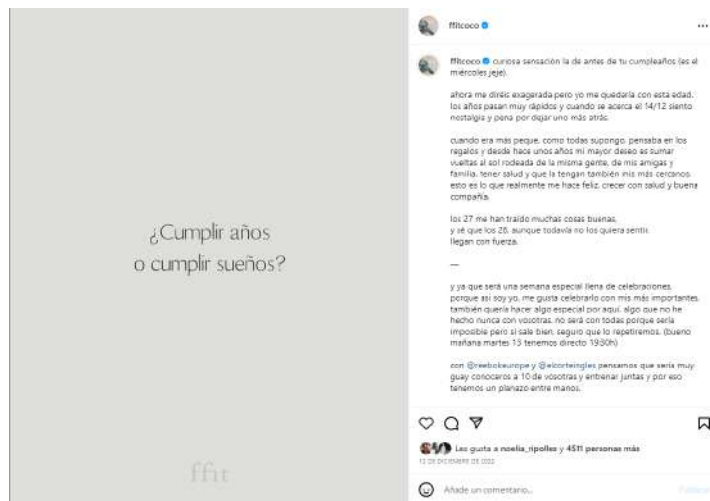 ¿Cumplir años
o cumplir sueños?
ffit
ffitcoco
ffitcoco curiosa sensación la de antes de tu cumpleaños (es el
miércoles jeje).
ahora me diréis exagerada pero yo me quedaría con esta edad.
los años pasan muy rápidos y cuando se acerca el 14/12 siento
nostalgia y pena por dejar uno más atrás.
cuando era más peque, como todas supongo, pensaba en los
regalos y desde hace unos años mi mayor deseo es sumar
vueltas al sol rodeada de la misma gente, de mis amigas y
familia, tener salud y que la tengan también mis más cercanos.
esto es lo que realmente me hace feliz, crecer con salud y buena
compañía.
los 27 me han traído muchas cosas buenas,
y sé que los 28, aunque todavía no los quiera sentir,
llegan con fuerza.
—
y ya que será una semana especial llena de celebraciones,
porque así soy yo, me gusta celebrarlo con mis más importantes,
también quería hacer algo especial por aquí, algo que no he
hecho nunca con vosotras, no será con todas porque sería
imposible pero si sale bien, seguro que lo repetiremos. (bueno
mañana martes 13 tenemos directo 19:30h)
con @reebokeurope y @elcorteingles pensamos que sería muy
guay conoceros a 10 de vosotras y entrenar juntas y por eso
tenemos un planazo entre manos.
Les gusta a noelia_ripolles y 4511 personas más
12 DE DICIEMBRE DE 2022
Añade un comentario...
Publicar